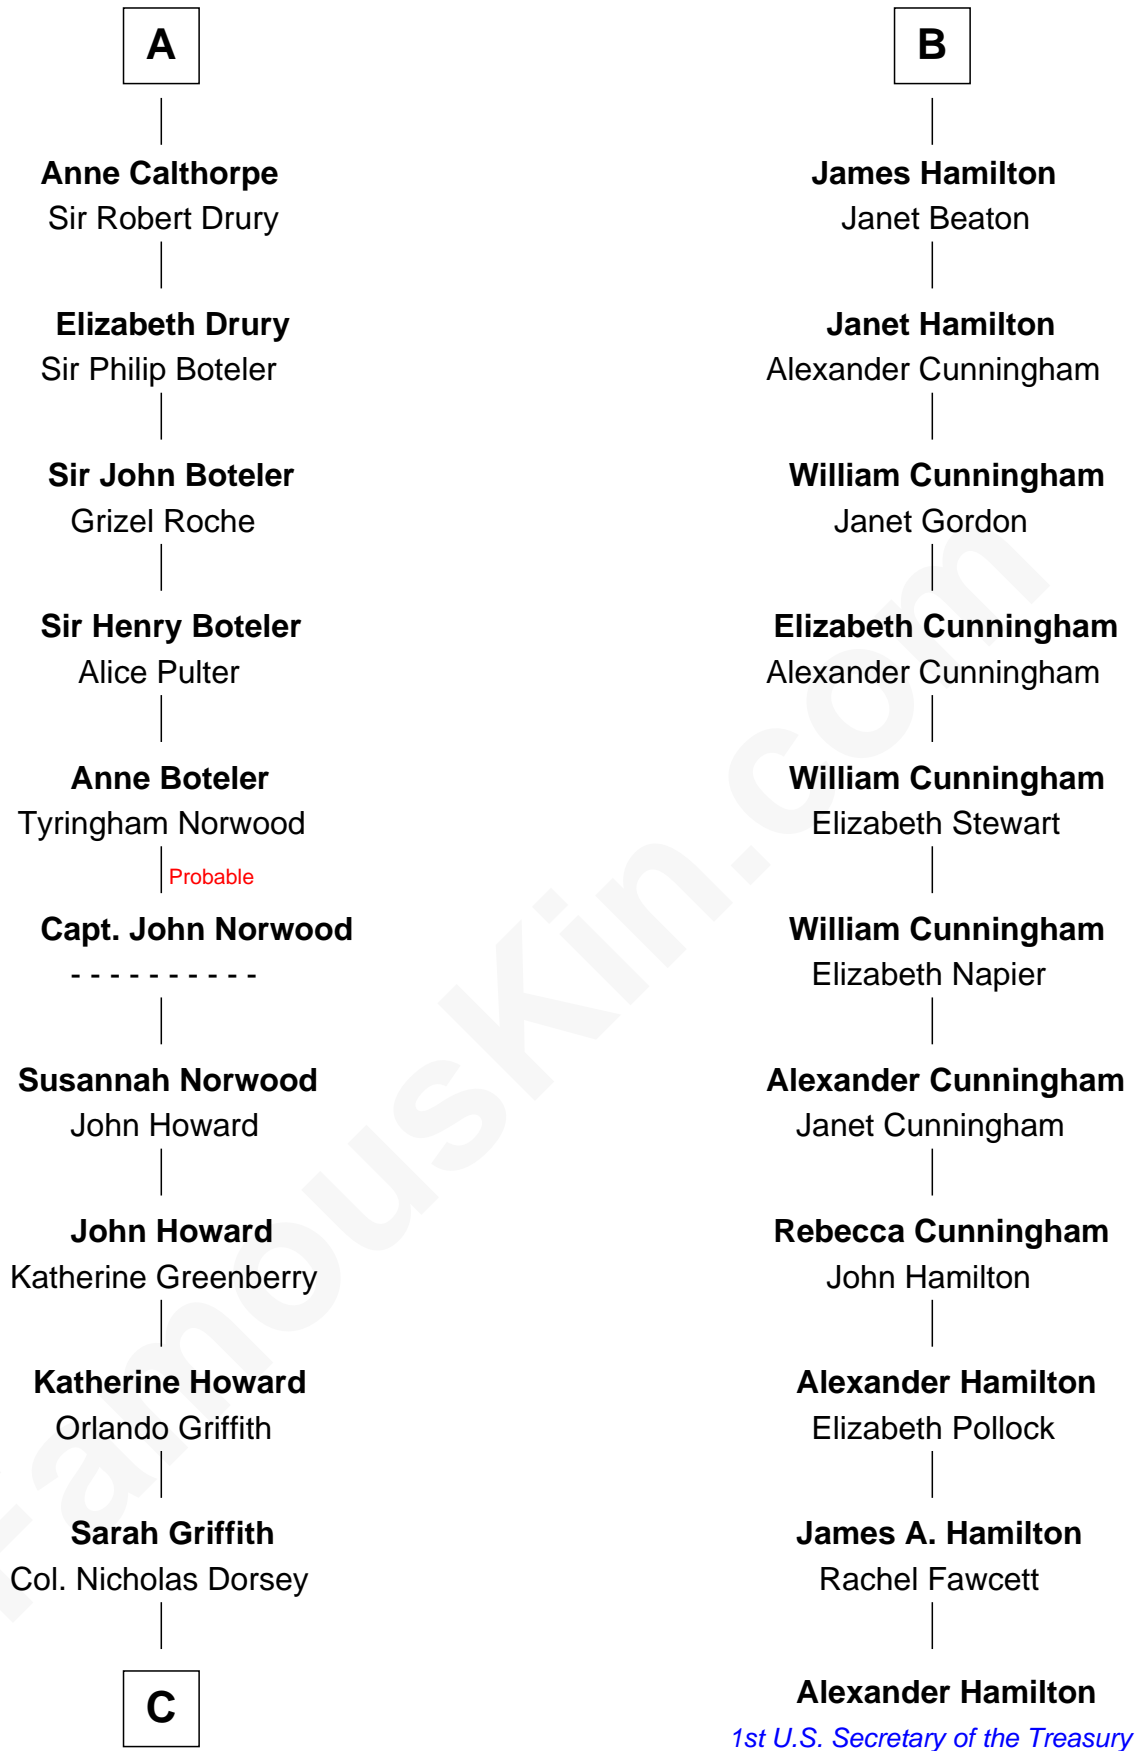 A
Anne Calthorpe
Sir Robert Drury
Elizabeth Drury
Sir Philip Boteler
Sir John Boteler
Grizel Roche
Sir Henry Boteler
Alice Pulter
Anne Boteler
Tyringham Norwood
Probable
Capt. John Norwood
- - - - - - - - - -
Susannah Norwood
John Howard
John Howard
Katherine Greenberry
Katherine Howard
Orlando Griffith
Sarah Griffith
Col. Nicholas Dorsey
C
B
James Hamilton
Janet Beaton
Janet Hamilton
Alexander Cunningham
William Cunningham
Janet Gordon
Elizabeth Cunningham
Alexander Cunningham
William Cunningham
Elizabeth Stewart
William Cunningham
Elizabeth Napier
Alexander Cunningham
Janet Cunningham
Rebecca Cunningham
John Hamilton
Alexander Hamilton
Elizabeth Pollock
James A. Hamilton
Rachel Fawcett
Alexander Hamilton
1st U.S. Secretary of the Treasury
FamousKin.com